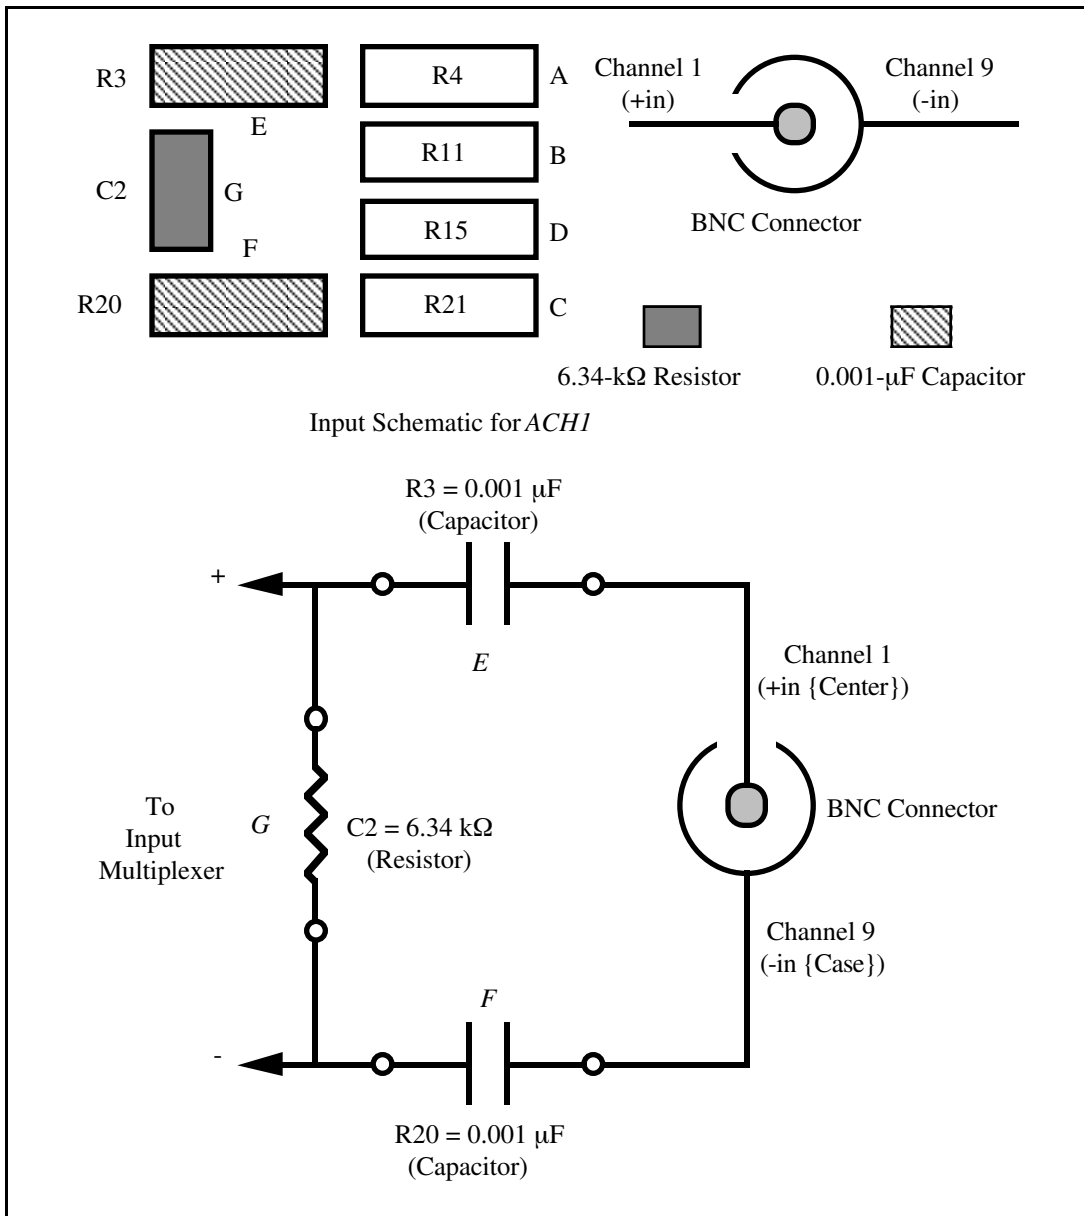 R3
R4
A
E
C2
G
R11
B
F
R15
D
R20
R21
C
Channel 1
(+in)
Channel 9
(-in)
BNC Connector
6.34-kΩ Resistor
0.001-µF Capacitor
Input Schematic for ACH1
R3 = 0.001 µF
(Capacitor)
+
E
Channel 1
(+in {Center})
To
Input
Multiplexer
G
C2 = 6.34 kΩ
(Resistor)
BNC Connector
Channel 9
(-in {Case})
F
-
R20 = 0.001 µF
(Capacitor)